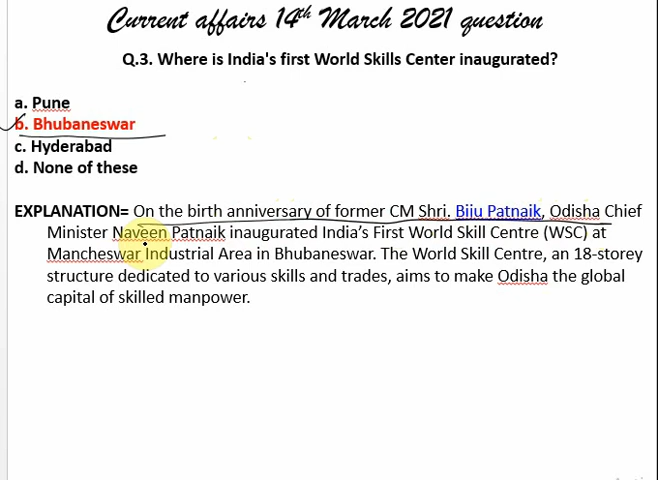 Current affairs 14th March 2021 question
Q.3. Where is India's first World Skills Center inaugurated?
a. Pune
b. Bhubaneswar
c. Hyderabad
d. None of these
EXPLANATION= On the birth anniversary of former CM Shri. Biju Patnaik, Odisha Chief
Minister Naveen Patnaik inaugurated India’s First World Skill Centre (WSC) at
Mancheswar Industrial Area in Bhubaneswar. The World Skill Centre, an 18-storey
structure dedicated to various skills and trades, aims to make Odisha the global
capital of skilled manpower.